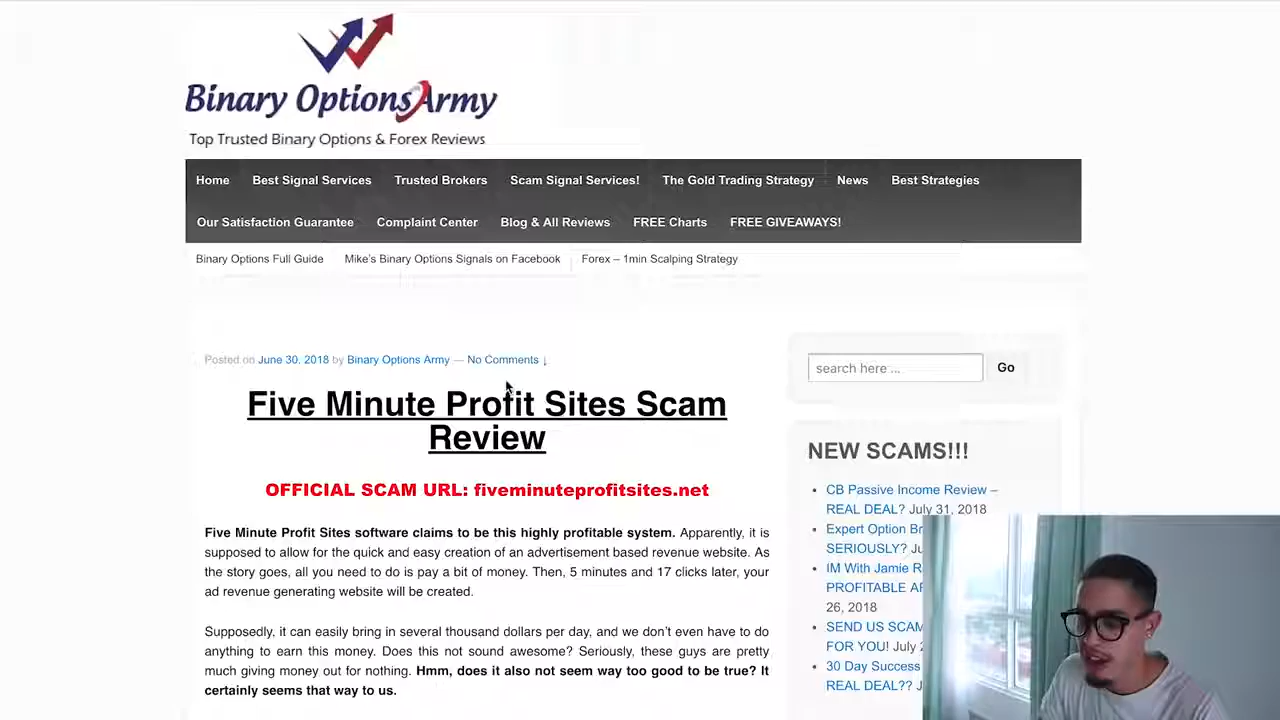 Binary Options Army
Top Trusted Binary Options & Forex Reviews
Home Best Signal Services Trusted Brokers Scam Signal Services! The Gold Trading Strategy News Best Strategies
Our Satisfaction Guarantee Complaint Center Blog & All Reviews FREE Charts FREE GIVEAWAYS!
Binary Options Full Guide Mike's Binary Options Signals on Facebook Forex – 1min Scalping Strategy
Posted on June 30, 2018 by Binary Options Army — No Comments ↓
Five Minute Profit Sites Scam
Review
OFFICIAL SCAM URL: fiveminuteprofitsites.net
Five Minute Profit Sites software claims to be this highly profitable system. Apparently, it is
supposed to allow for the quick and easy creation of an advertisement based revenue website. As
the story goes, all you need to do is pay a bit of money. Then, 5 minutes and 17 clicks later, your
ad revenue generating website will be created.
Supposedly, it can easily bring in several thousand dollars per day, and we don't even have to do
anything to earn this money. Does this not sound awesome? Seriously, these guys are pretty
much giving money out for nothing. Hmm, does it also not seem way too good to be true? It
certainly seems that way to us.
search here ... Go
NEW SCAMS!!!
CB Passive Income Review –
REAL DEAL? July 31, 2018
Expert Option
SERIOUSLY?
IM With Jamie
PROFITABLE
26, 2018
SEND US SCAM
FOR YOU! July
30 Day Success
REAL DEAL??